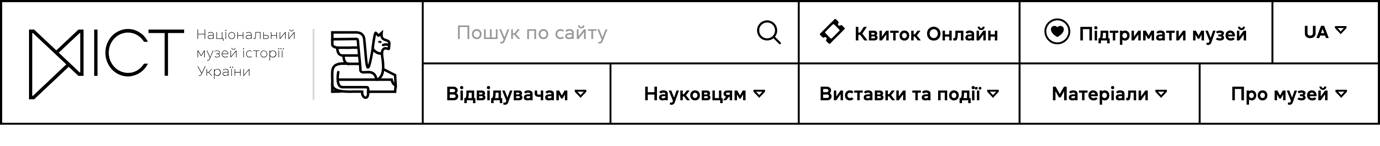 МІСТ
Національний
музей історії
України
Пошук по сайту
Квиток Онлайн
Підтримати музей
UA
Відвідувачам
Науковцям
Виставки та події
Матеріали
Про музей